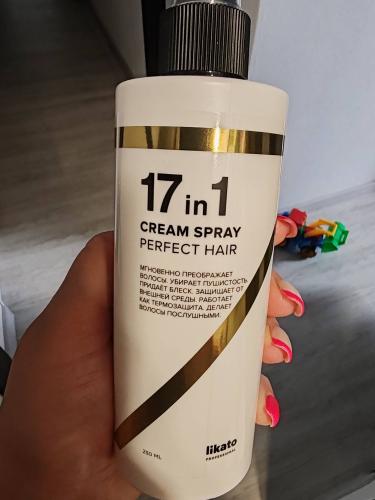 17 in 1
CREAM SPRAY
PERFECT HAIR
МГНОВЕННО ПРЕОБРАЖАЕТ
ВОЛОСЫ. УБИРАЕТ ПУШИСТОСТЬ.
ПРИДАЁТ БЛЕСК. ЗАЩИЩАЕТ ОТ
ВНЕШНЕЙ СРЕДЫ. РАБОТАЕТ
КАК ТЕРМОЗАЩИТА. ДЕЛАЕТ
ВОЛОСЫ ПОСЛУШНЫМИ.
250 ML
likato
PROFESSIONAL